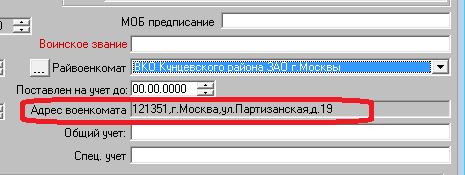 МОБ предписание
Воинское звание
... Райвоенкомат ВКО Кунцевского района ЗАО г.Москвы
Поставлен на учет до: 00.00.0000
Адрес военкомата 121351,г.Москва,ул.Партизанская,д.19
Общий учет:
Спец. учет